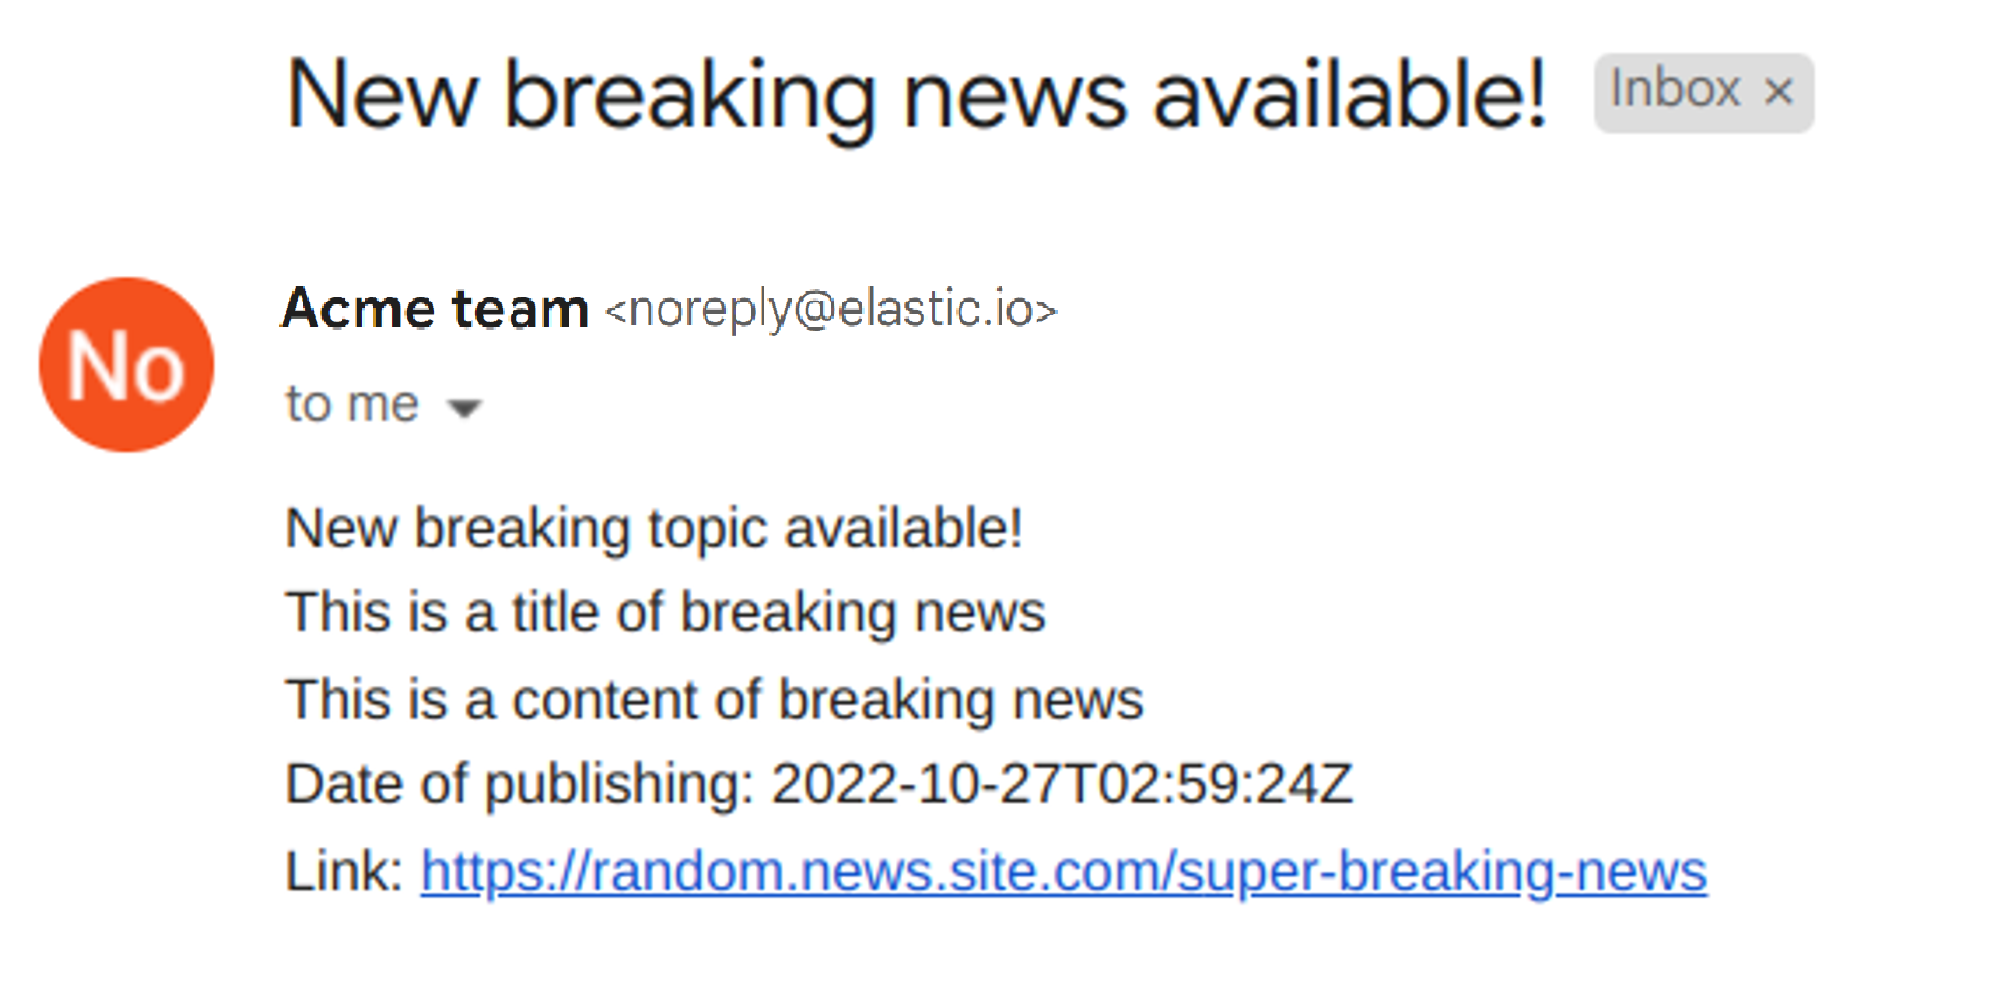 New breaking news available! Inbox ×
No
Acme team <noreply@elastic.io>
to me
New breaking topic available!
This is a title of breaking news
This is a content of breaking news
Date of publishing: 2022-10-27T02:59:24Z
Link: https://random.news.site.com/super-breaking-news